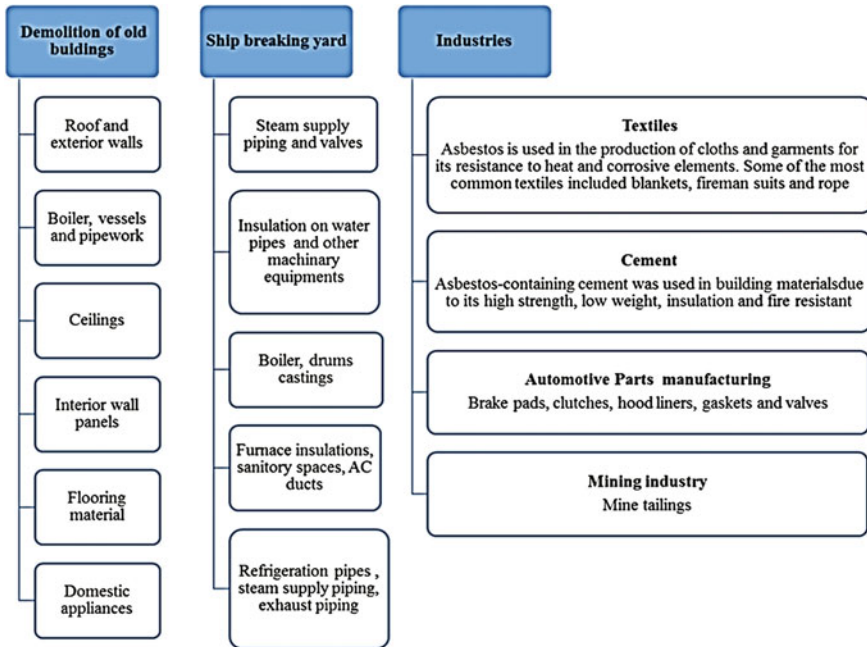 Demolition of old
buldings
Roof and
exterior walls
Boiler, vessels
and pipework
Ceilings
Interior wall
panels
Flooring
material
Domestic
appliances
Ship breaking yard
Steam supply
piping and valves
Insulation on water
pipes and other
machinary
equipments
Boiler, drums
castings
Furnace insulations,
sanitory spaces, AC
ducts
Refrigeration pipes ,
steam supply piping,
exhaust piping
Industries
Textiles
Asbestos is used in the production of cloths and garments for
its resistance to heat and corrosive elements. Some of the most
common textiles included blankets, fireman suits and rope
Cement
Asbestos-containing cement was used in building materialsdue
to its high strength, low weight, insulation and fire resistant
Automotive Parts manufacturing
Brake pads, clutches, hood liners, gaskets and valves
Mining industry
Mine tailings